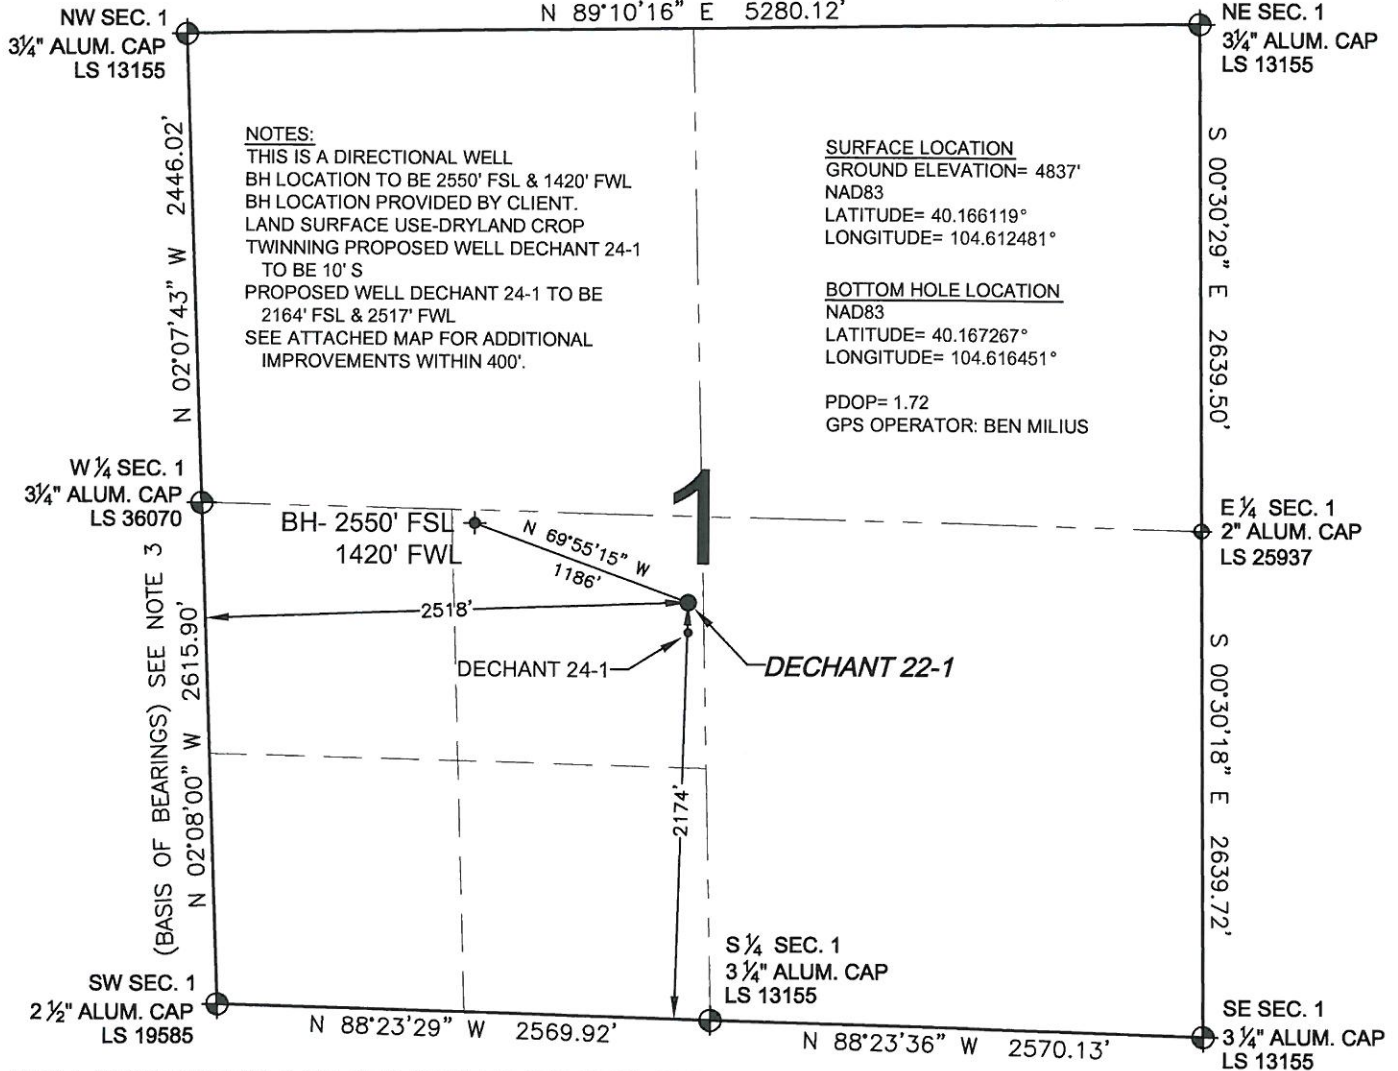 N 89°10'16" E 5280.12'
NW SEC. 1
3¼" ALUM. CAP
LS 13155
NE SEC. 1
3¼" ALUM. CAP
LS 13155
N 02°07'43" W 2446.02'
NOTES:
THIS IS A DIRECTIONAL WELL
BH LOCATION TO BE 2550' FSL & 1420' FWL
BH LOCATION PROVIDED BY CLIENT.
LAND SURFACE USE-DRYLAND CROP
TWINNING PROPOSED WELL DECHANT 24-1
TO BE 10' S
PROPOSED WELL DECHANT 24-1 TO BE
2164' FSL & 2517' FWL
SEE ATTACHED MAP FOR ADDITIONAL
IMPROVEMENTS WITHIN 400'.
SURFACE LOCATION
GROUND ELEVATION= 4837'
NAD83
LATITUDE= 40.166119°
LONGITUDE= 104.612481°
BOTTOM HOLE LOCATION
NAD83
LATITUDE= 40.167267°
LONGITUDE= 104.616451°
PDOP= 1.72
GPS OPERATOR: BEN MILIUS
S 00°30'29" E 2639.50'
W ¼ SEC. 1
3¼" ALUM. CAP
LS 36070
1
E ¼ SEC. 1
2" ALUM. CAP
LS 25937
BH- 2550' FSL
1420' FWL
N 69°55'15" W
1186'
2518'
DECHANT 24-1
DECHANT 22-1
2174'
(BASIS OF BEARINGS) SEE NOTE 3
N 02°08'00" W 2615.90'
S 00°30'18" E 2639.72'
SW SEC. 1
2 ½" ALUM. CAP
LS 19585
S ¼ SEC. 1
3 ¼" ALUM. CAP
LS 13155
SE SEC. 1
3 ¼" ALUM. CAP
LS 13155
N 88°23'29" W 2569.92'
N 88°23'36" W 2570.13'